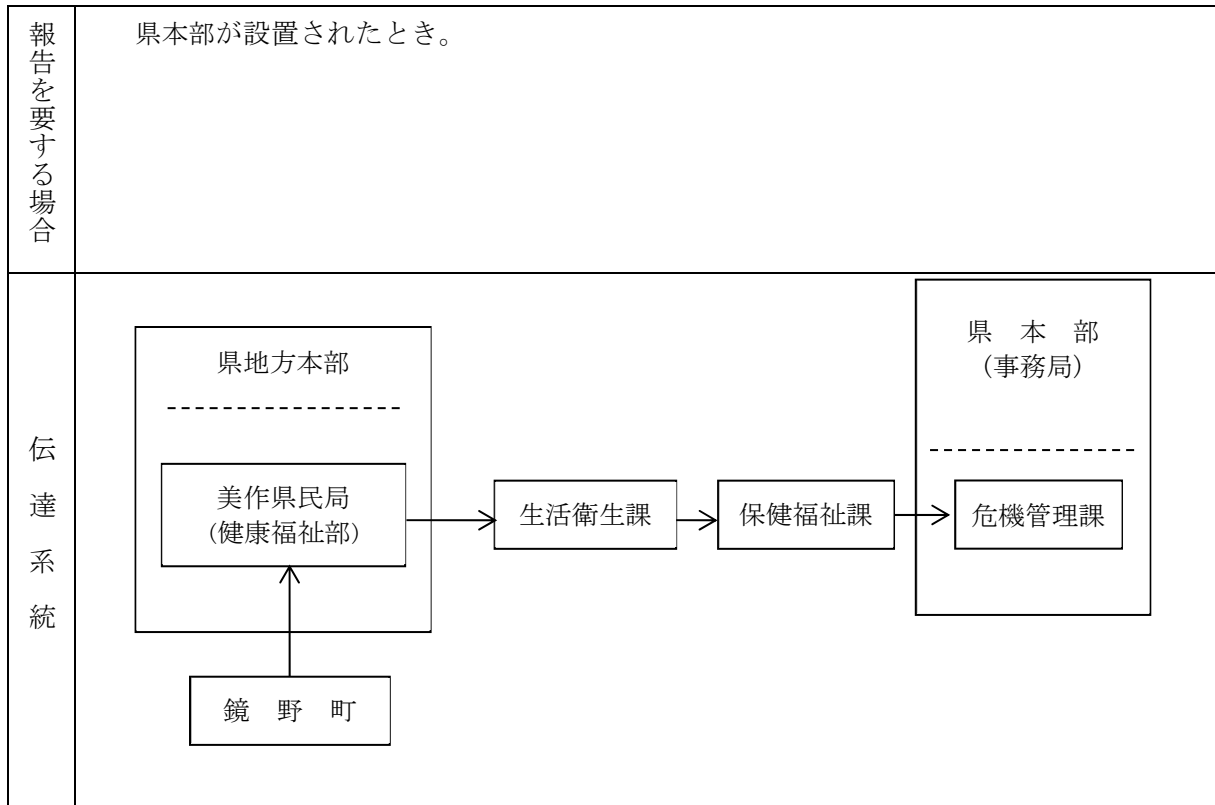 報告を要する場合
県本部が設置されたとき。
伝達系統
県地方本部
美作県民局
(健康福祉部)
鏡 野 町
生活衛生課
保健福祉課
県 本 部
（事務局）
危機管理課